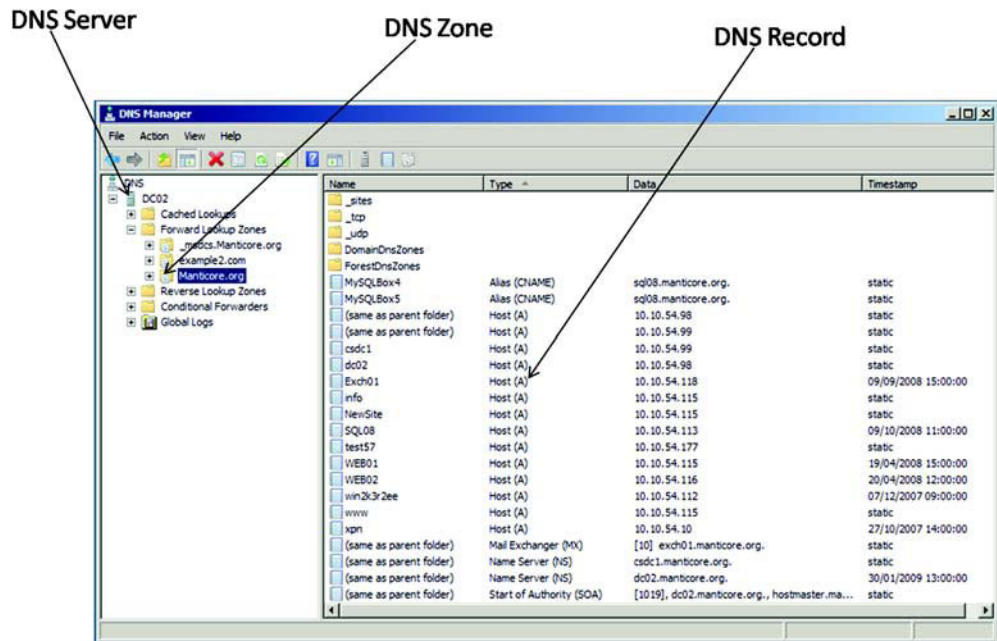 DNS Server
DNS Zone
DNS Record
DNS Manager
File Action View Help
DNS
DC02
Cached Lookups
Forward Lookup Zones
_msdcs.Manticore.org
example2.com
Manticore.org
Reverse Lookup Zones
Conditional Forwarders
Global Logs
Name Type Data Timestamp
_sites
_tcp
_udp
DomainDnsZones
ForestDnsZones
MySQLBox4 Alias (CNAME) sql08.manticore.org. static
MySQLBox5 Alias (CNAME) sql08.manticore.org. static
(same as parent folder) Host (A) 10.10.54.98 static
(same as parent folder) Host (A) 10.10.54.99 static
csdc1 Host (A) 10.10.54.99 static
dc02 Host (A) 10.10.54.98 static
Exch01 Host (A) 10.10.54.118 09/09/2008 15:00:00
info Host (A) 10.10.54.115 static
NewSite Host (A) 10.10.54.115 static
SQL08 Host (A) 10.10.54.113 09/10/2008 11:00:00
test57 Host (A) 10.10.54.177 static
WEB01 Host (A) 10.10.54.115 19/04/2008 15:00:00
WEB02 Host (A) 10.10.54.116 20/04/2008 12:00:00
win2k3r2ee Host (A) 10.10.54.112 07/12/2007 09:00:00
www Host (A) 10.10.54.115 static
xpn Host (A) 10.10.54.10 27/10/2007 14:00:00
(same as parent folder) Mail Exchanger (MX) [10] exch01.manticore.org. static
(same as parent folder) Name Server (NS) csdc1.manticore.org. static
(same as parent folder) Name Server (NS) dc02.manticore.org. 30/01/2009 13:00:00
(same as parent folder) Start of Authority (SOA) [1019], dc02.manticore.org., hostmaster.ma... static